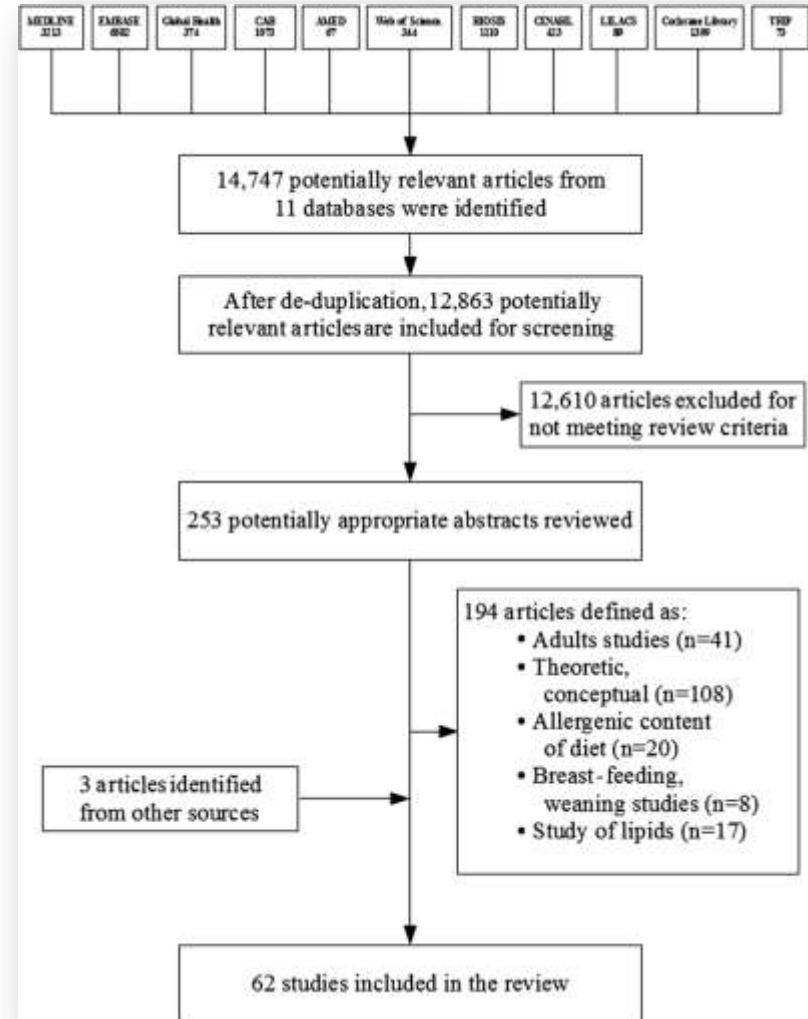 MEDLINE
EMBASE
Global Health
374
CAB
AMED
67
Web of Science
BIOSIS
CINAHL
LILACS
Cochrane Library
TRIP
14,747 potentially relevant articles from
11 databases were identified
After de-duplication, 12,863 potentially
relevant articles are included for screening
12,610 articles excluded for
not meeting review criteria
253 potentially appropriate abstracts reviewed
194 articles defined as:
• Adults studies (n=41)
• Theoretic,
conceptual (n=108)
• Allergenic content
of diet (n=20)
• Breast-feeding,
weaning studies (n=8)
• Study of lipids (n=17)
3 articles identified
from other sources
62 studies included in the review